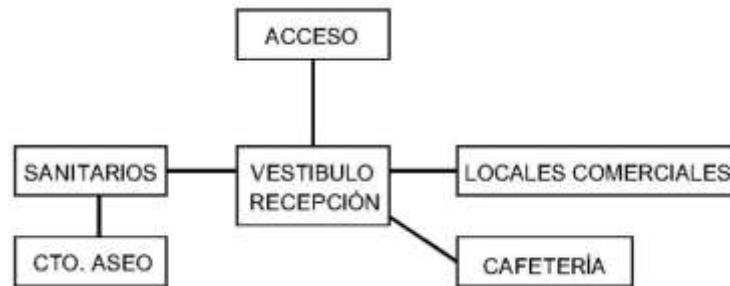 ACCESO
SANITARIOS
VESTIBULO
RECEPCIÓN
LOCALES COMERCIALES
CTO. ASEO
CAFETERÍA